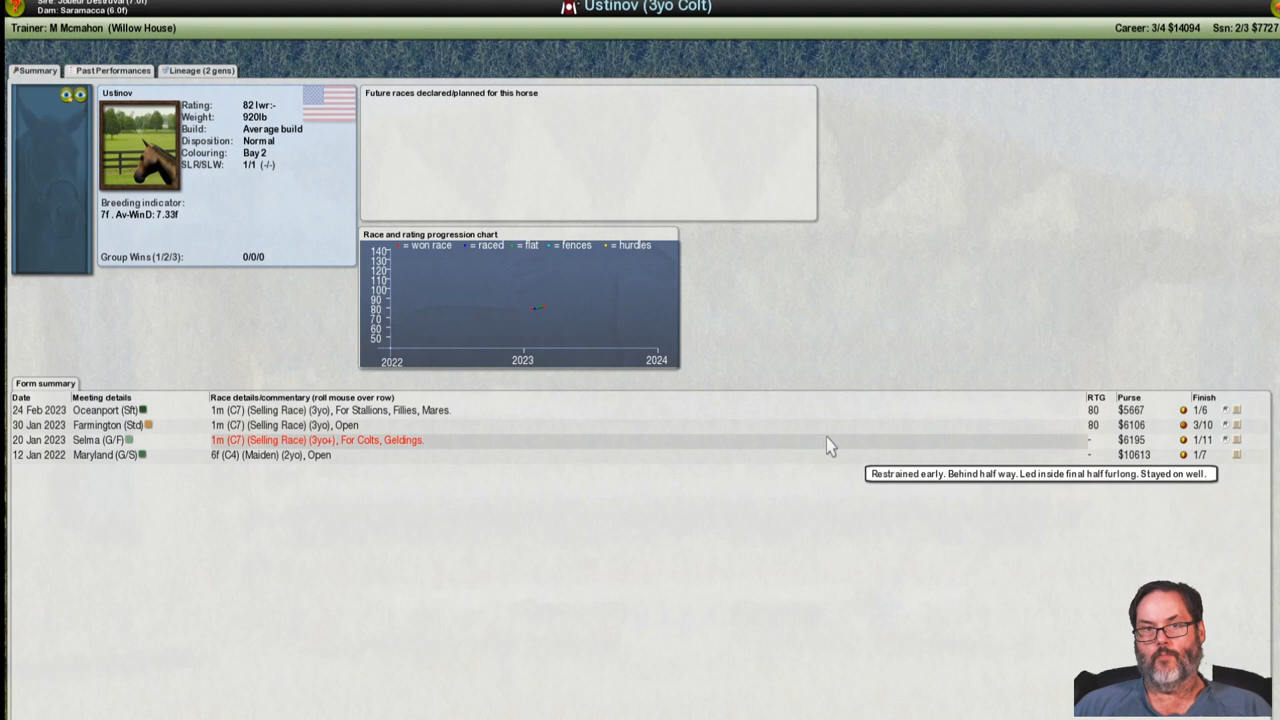 Sire: Joueur Destruval (7.0f)
Dam: Saramacca (6.0f)
Ustinov (3yo Colt)
Trainer: M Mcmahon (Willow House)
Career: 3/4 $14094 Ssn: 2/3 $7727
Summary
Past Performances
Lineage (2 gens)
Ustinov
Rating: 82 lwr:-
Weight: 920lb
Build: Average build
Disposition: Normal
Colouring: Bay 2
SLR/SLW: 1/1 (-/-)
Breeding indicator:
7f . Av-WinD: 7.33f
Group Wins (1/2/3): 0/0/0
Future races declared/planned for this horse
Race and rating progression chart
= won race = raced = flat = fences = hurdles
140
130
120
110
100
90
80
70
60
50
2022 2023 2024
Form summary
Date Meeting details Race details/commentary (roll mouse over row) RTG Purse Finish
24 Feb 2023 Oceanport (Sft) 1m (C7) (Selling Race) (3yo), For Stallions, Fillies, Mares. 80 $5667 1/6
30 Jan 2023 Farmington (Std) 1m (C7) (Selling Race) (3yo), Open 80 $6106 3/10
20 Jan 2023 Selma (G/F) 1m (C7) (Selling Race) (3yo+), For Colts, Geldings. - $6195 1/11
12 Jan 2022 Maryland (G/S) 6f (C4) (Maiden) (2yo), Open - $10613 1/7
Restrained early. Behind half way. Led inside final half furlong. Stayed on well.